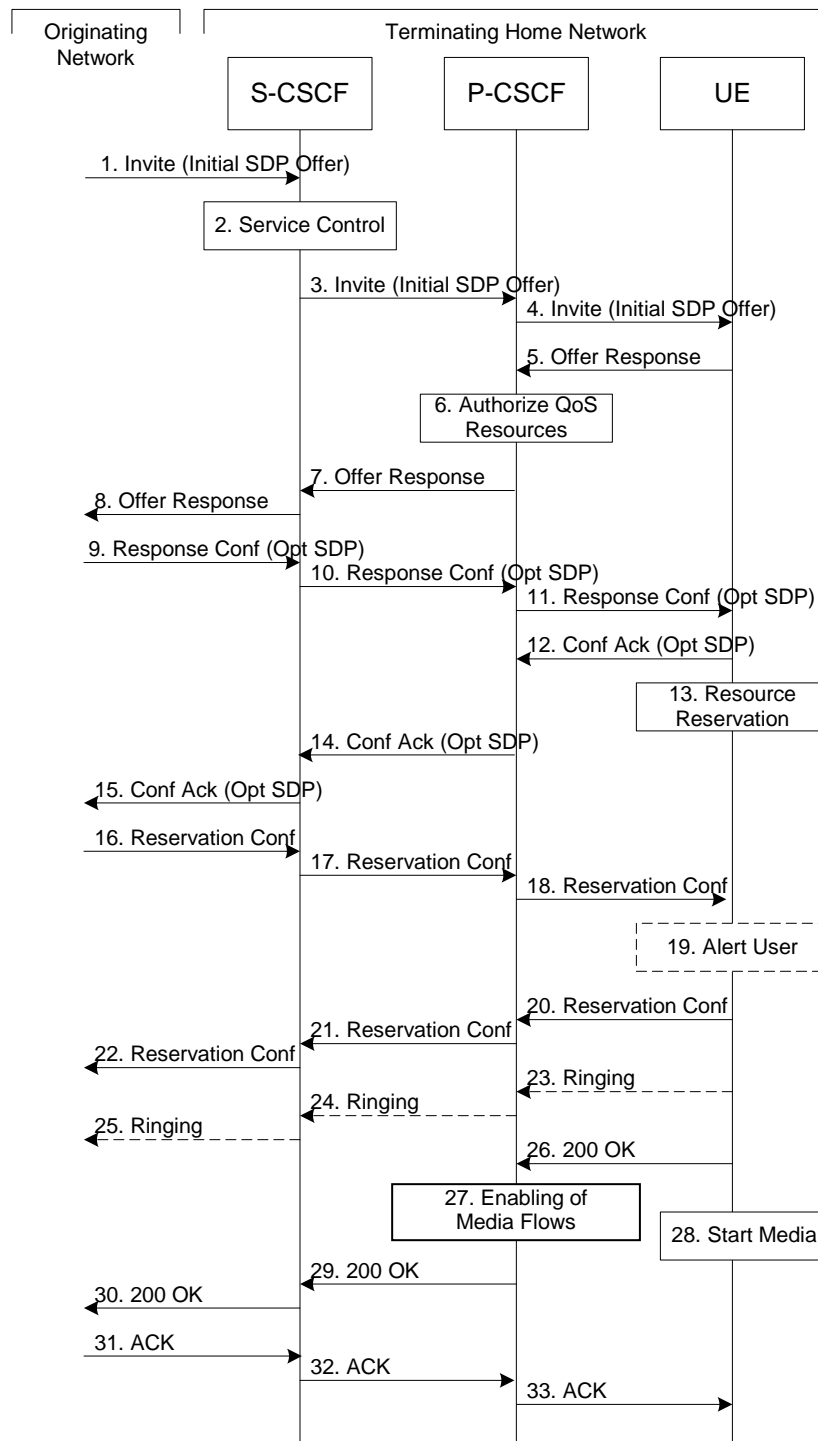 Originating
Network
Terminating Home Network
S-CSCF
P-CSCF
UE
1. Invite (Initial SDP Offer)
2. Service Control
3. Invite (Initial SDP Offer)
4. Invite (Initial SDP Offer)
5. Offer Response
6. Authorize QoS
Resources
7. Offer Response
8. Offer Response
9. Response Conf (Opt SDP)
10. Response Conf (Opt SDP)
11. Response Conf (Opt SDP)
12. Conf Ack (Opt SDP)
13. Resource
Reservation
14. Conf Ack (Opt SDP)
15. Conf Ack (Opt SDP)
16. Reservation Conf
17. Reservation Conf
18. Reservation Conf
19. Alert User
20. Reservation Conf
21. Reservation Conf
22. Reservation Conf
23. Ringing
24. Ringing
25. Ringing
26. 200 OK
27. Enabling of
Media Flows
28. Start Media
29. 200 OK
30. 200 OK
31. ACK
32. ACK
33. ACK